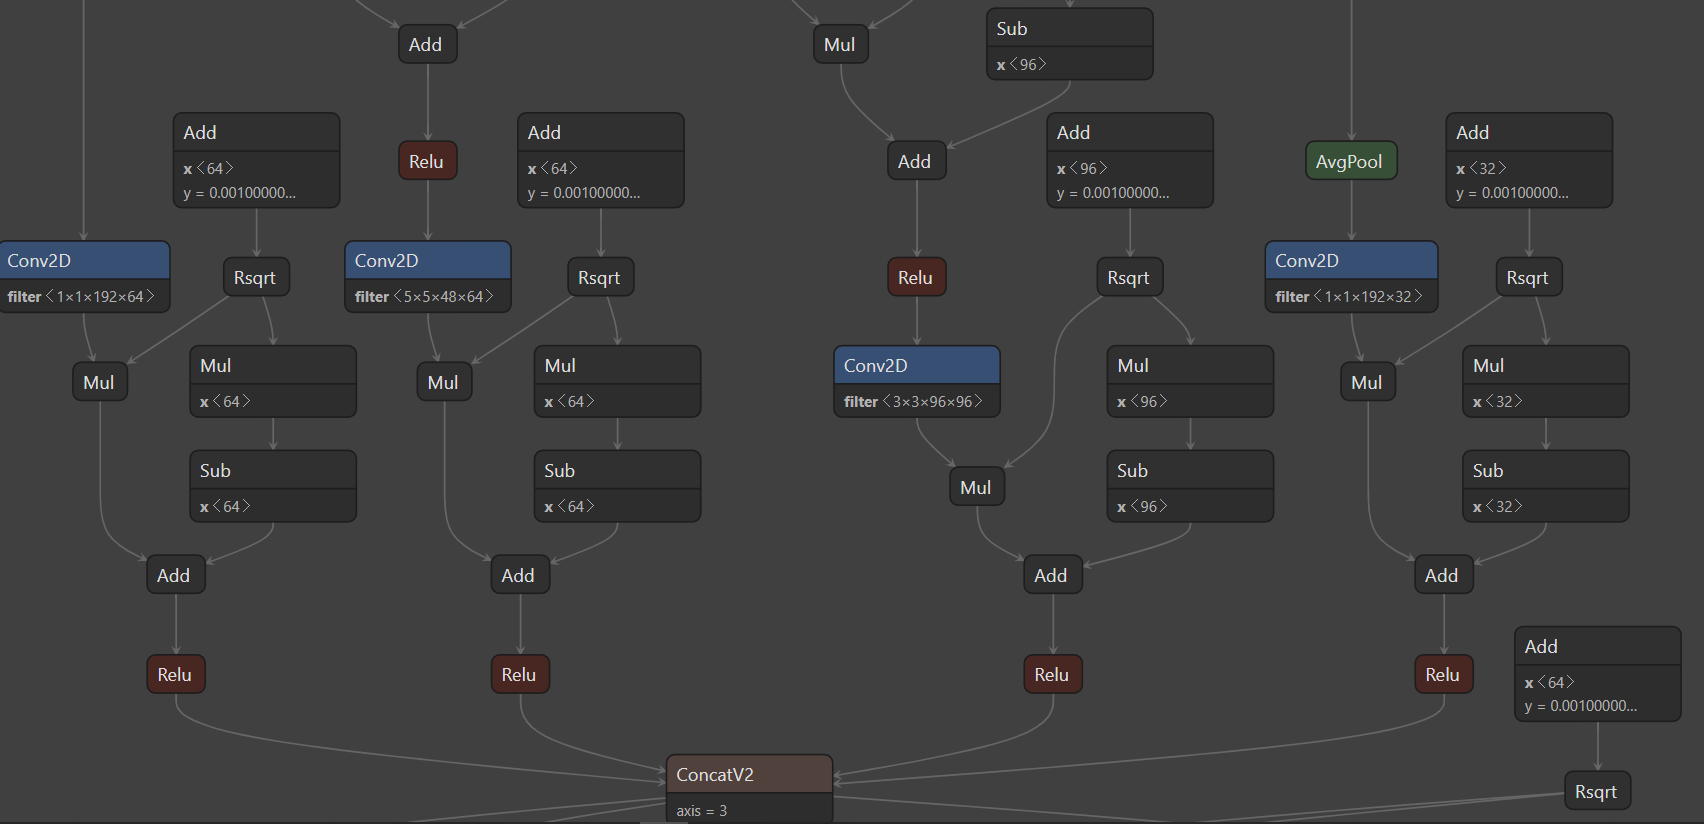 Add
Mul
Sub
x〈96〉
Add
x〈64〉
y = 0.00100000...
Relu
Add
x〈64〉
y = 0.00100000...
Add
Add
x〈96〉
y = 0.00100000...
AvgPool
Add
x〈32〉
y = 0.00100000...
Conv2D
filter〈1×1×192×64〉
Rsqrt
Conv2D
filter〈5×5×48×64〉
Rsqrt
Relu
Rsqrt
Conv2D
filter〈1×1×192×32〉
Rsqrt
Mul
Mul
x〈64〉
Mul
Mul
x〈64〉
Conv2D
filter〈3×3×96×96〉
Mul
x〈96〉
Mul
Mul
x〈32〉
Sub
x〈64〉
Sub
x〈64〉
Mul
Sub
x〈96〉
Sub
x〈32〉
Add
Add
Add
Add
Relu
Relu
Relu
Relu
Add
x〈64〉
y = 0.00100000...
ConcatV2
axis = 3
Rsqrt